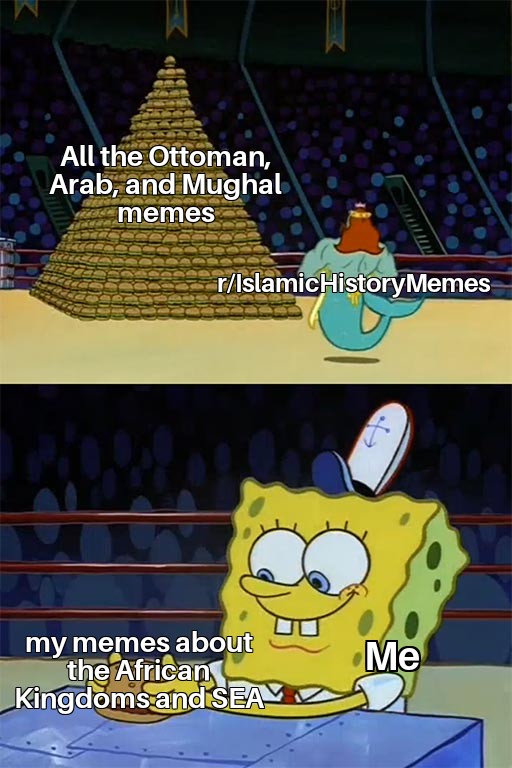 All the Ottoman,
Arab, and Mughal
memes
r/IslamicHistoryMemes
my memes about
the African
Kingdoms and SEA
Me